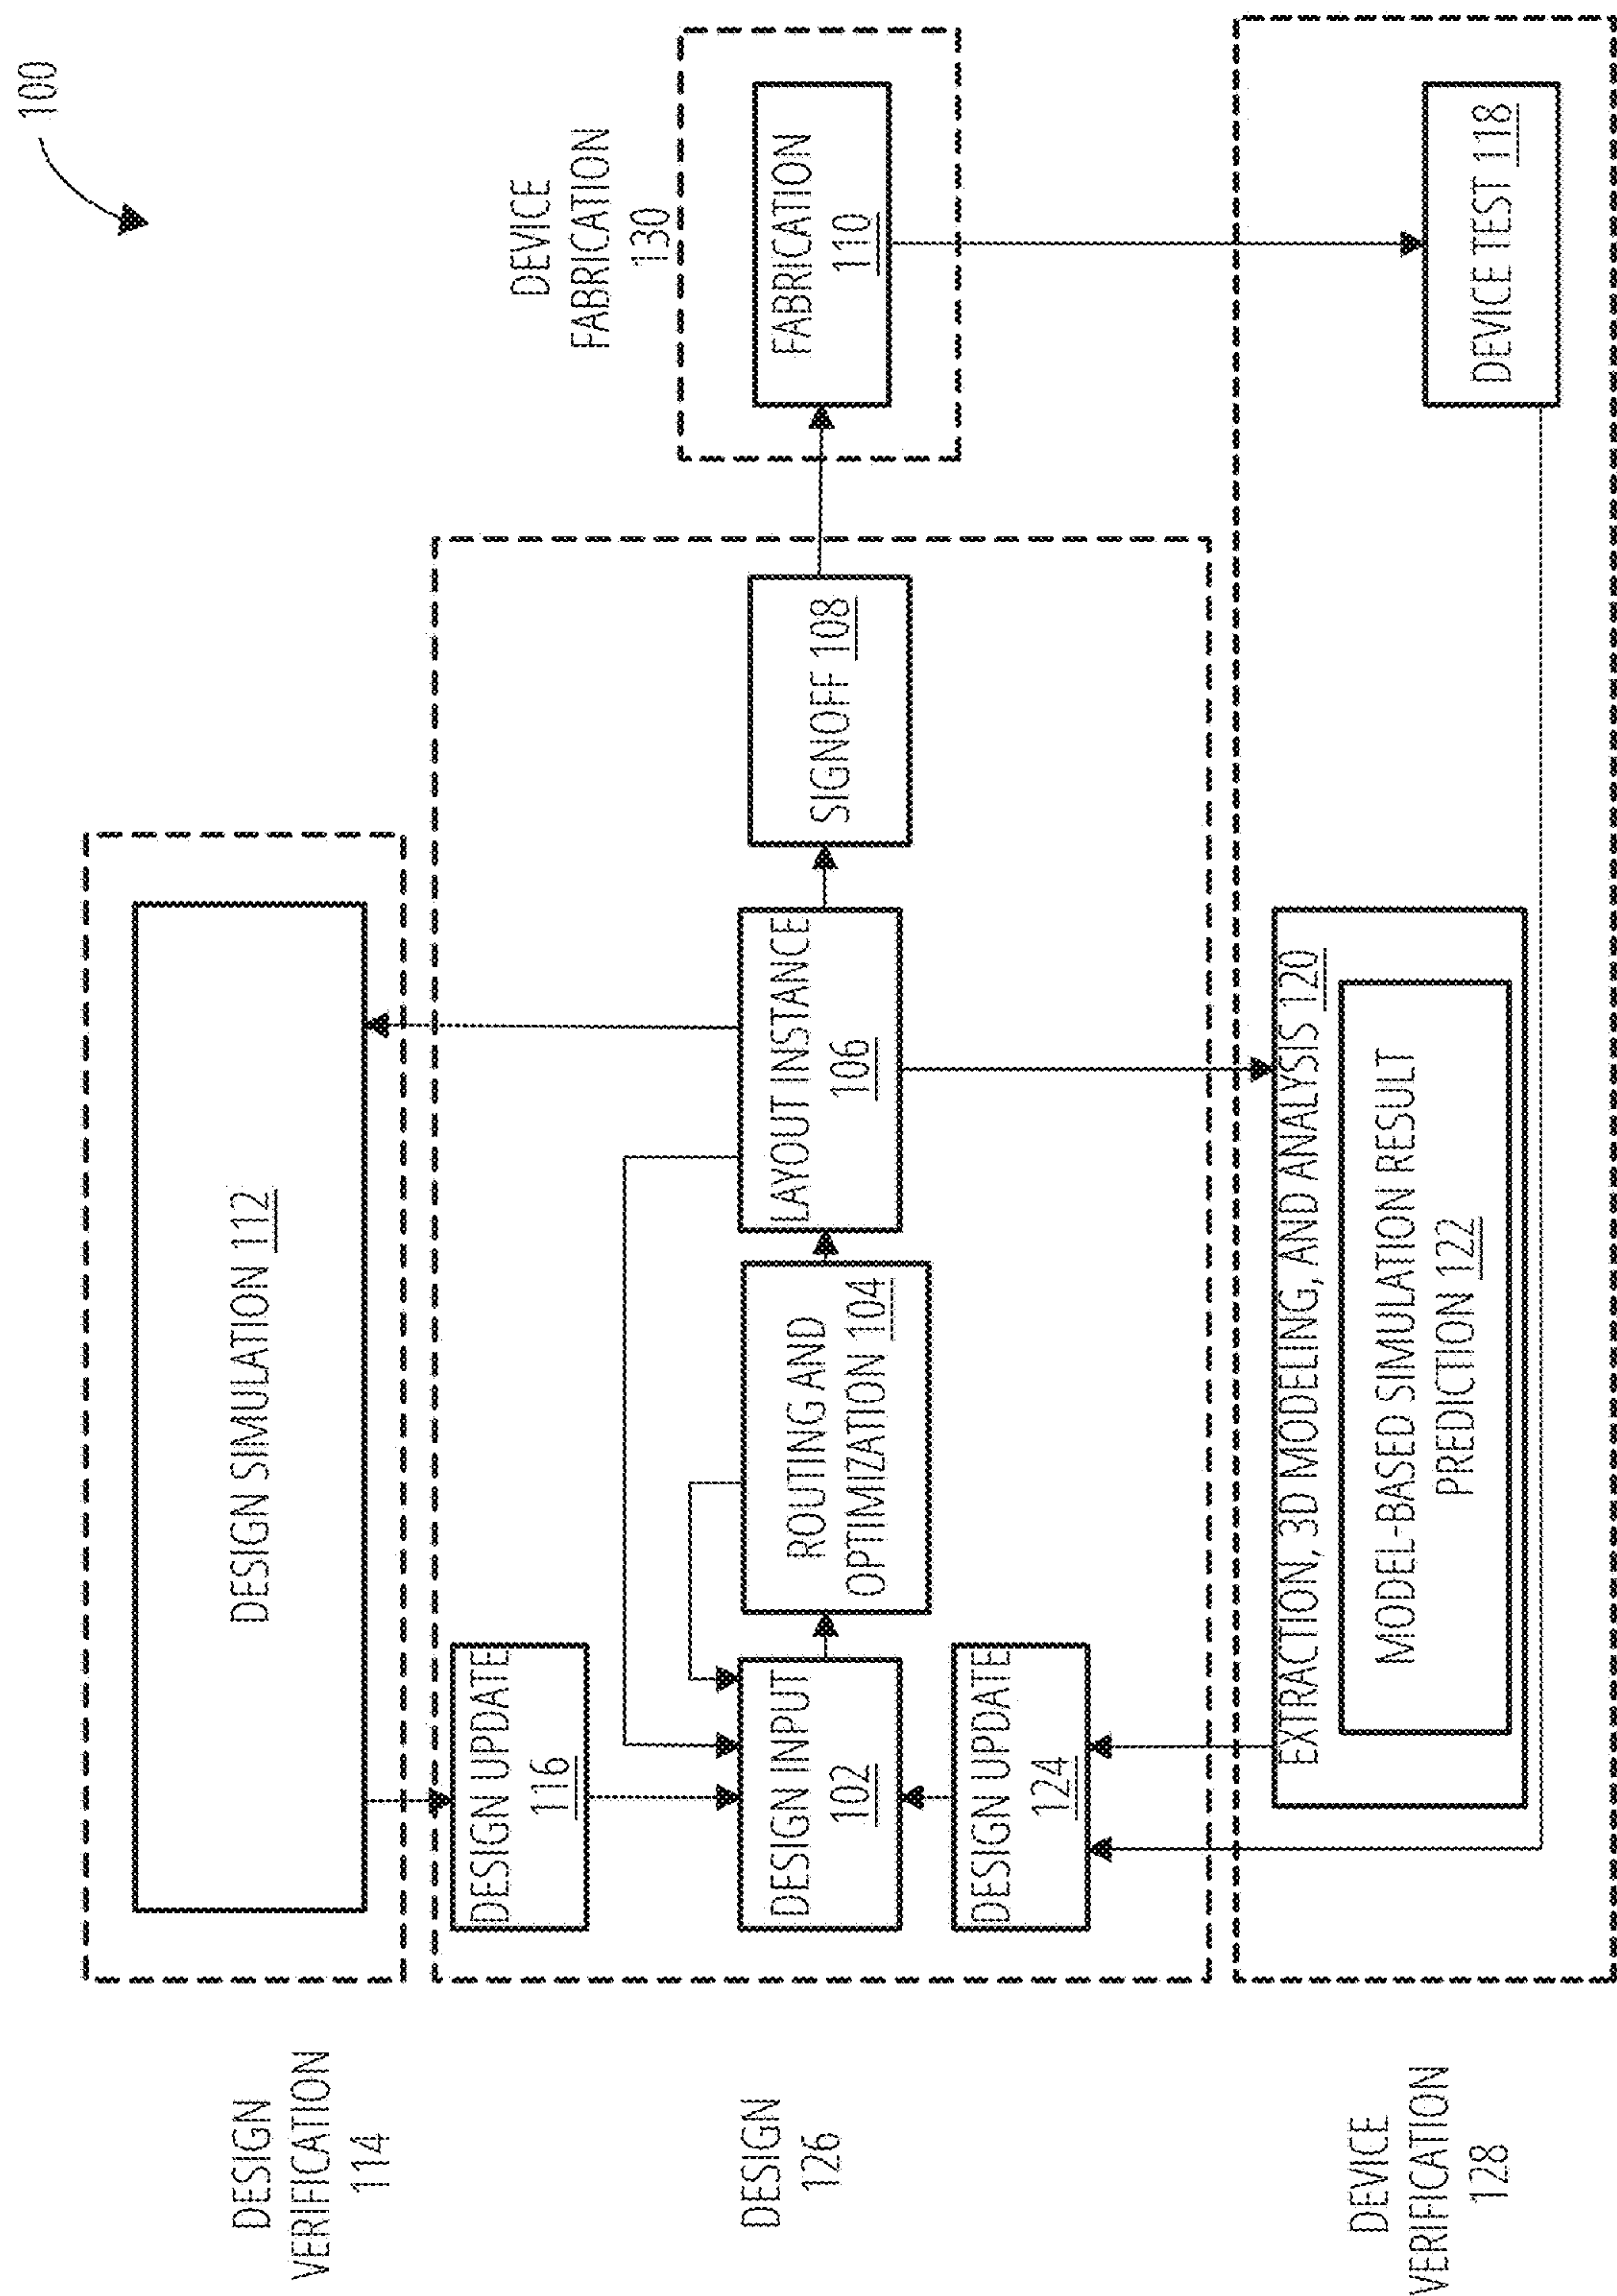 100
DESIGN
VERIFICATION
114
DESIGN SIMULATION 112
DEVICE
FABRICATION
130
DESIGN UPDATE
116
DESIGN
126
DESIGN INPUT
102
ROUTING AND
OPTIMIZATION 104
LAYOUT INSTANCE
106
SIGNOFF 108
FABRICATION
110
DESIGN UPDATE
124
DEVICE
VERIFICATION
128
EXTRACTION, 3D MODELING, AND ANALYSIS 120
MODEL-BASED SIMULATION RESULT
PREDICTION 122
DEVICE TEST 118